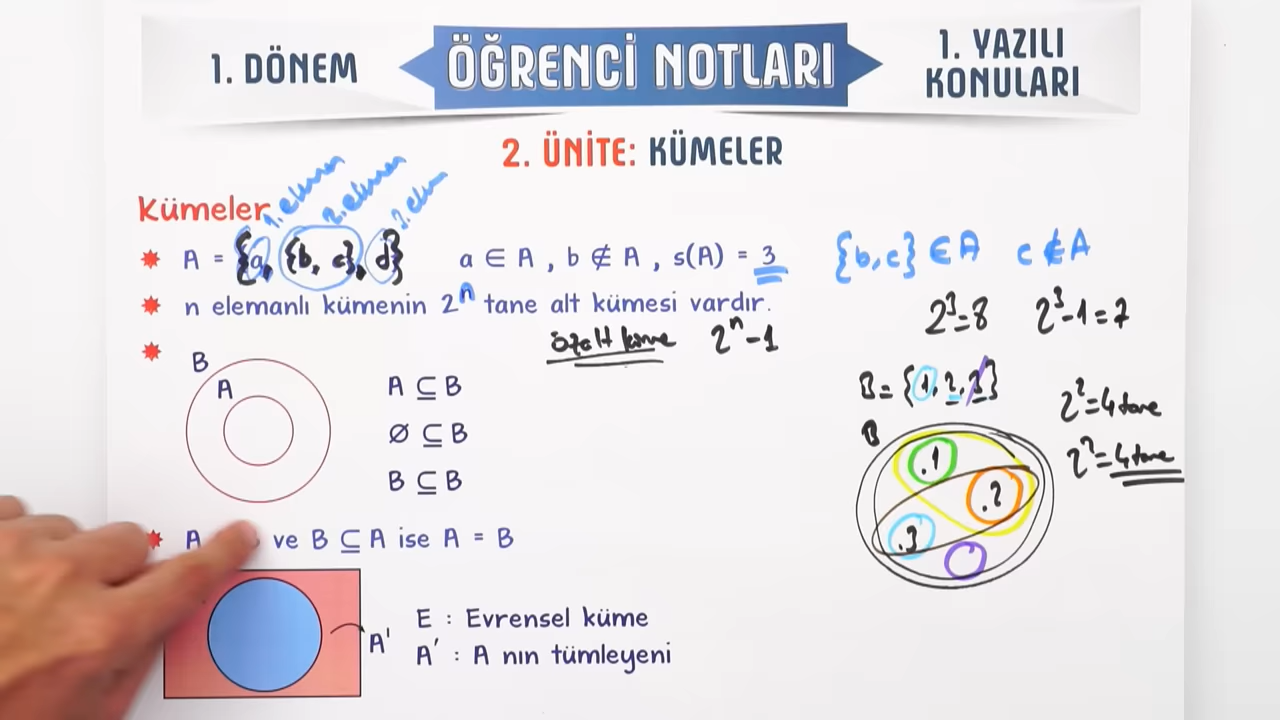 1. DÖNEM
ÖĞRENCİ NOTLARI
1. YAZILI
KONULARI
2. ÜNİTE: KÜMELER
Kümeler
1. eleman 2. eleman 3. elm
A = {a, {b, c}, d} a ∈ A , b ∉ A , s(A) = 3 {b,c} ∈ A c ∉ A
n elemanlı kümenin 2ⁿ tane alt kümesi vardır.
2³=8 2³-1=7
özalt küme 2ⁿ-1
B
A
A ⊆ B
∅ ⊆ B
B ⊆ B
B = {1, 2, 3}
2²=4 tane
2²=4 tane
B
.1
.2
.3
A ve B ⊆ A ise A = B
A'
E : Evrensel küme
A' : A nın tümleyeni